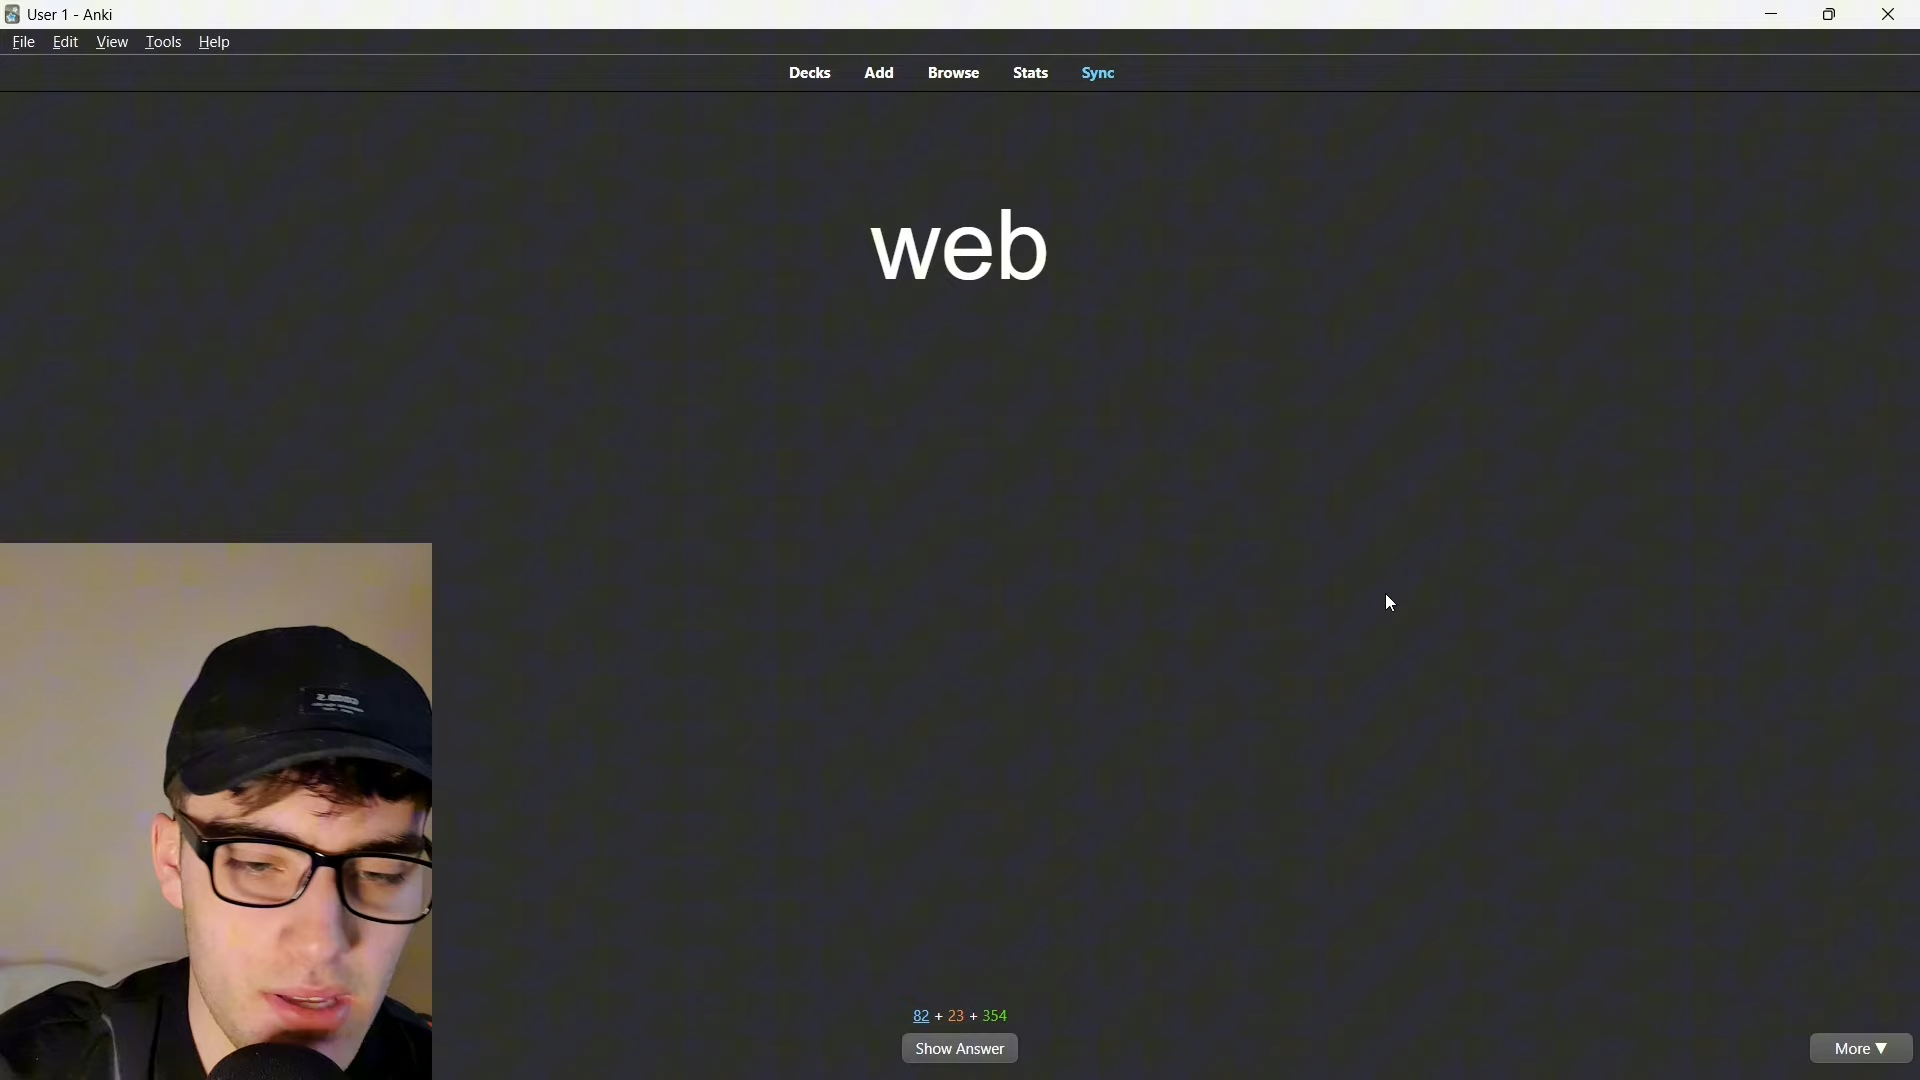 User 1 - Anki
File Edit View Tools Help
Decks Add Browse Stats Sync
web
82 + 23 + 354
Show Answer
More ▼